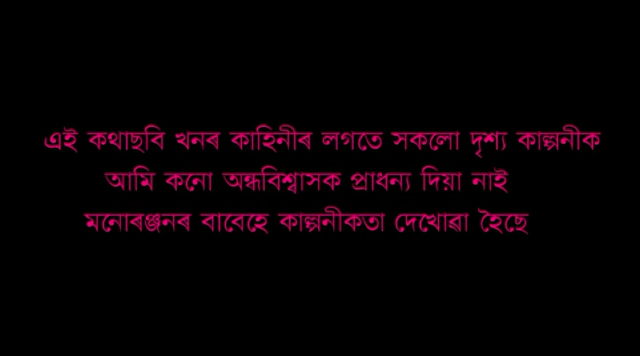 এই কথাছবি খনৰ কাহিনীৰ লগতে সকলো দৃশ্য কাল্পনীক
আমি কনো অন্ধবিশ্বাসক প্ৰাধন্য দিয়া নাই
মনোৰঞ্জনৰ বাবেহে কাল্পনীকতা দেখোৱা হৈছে